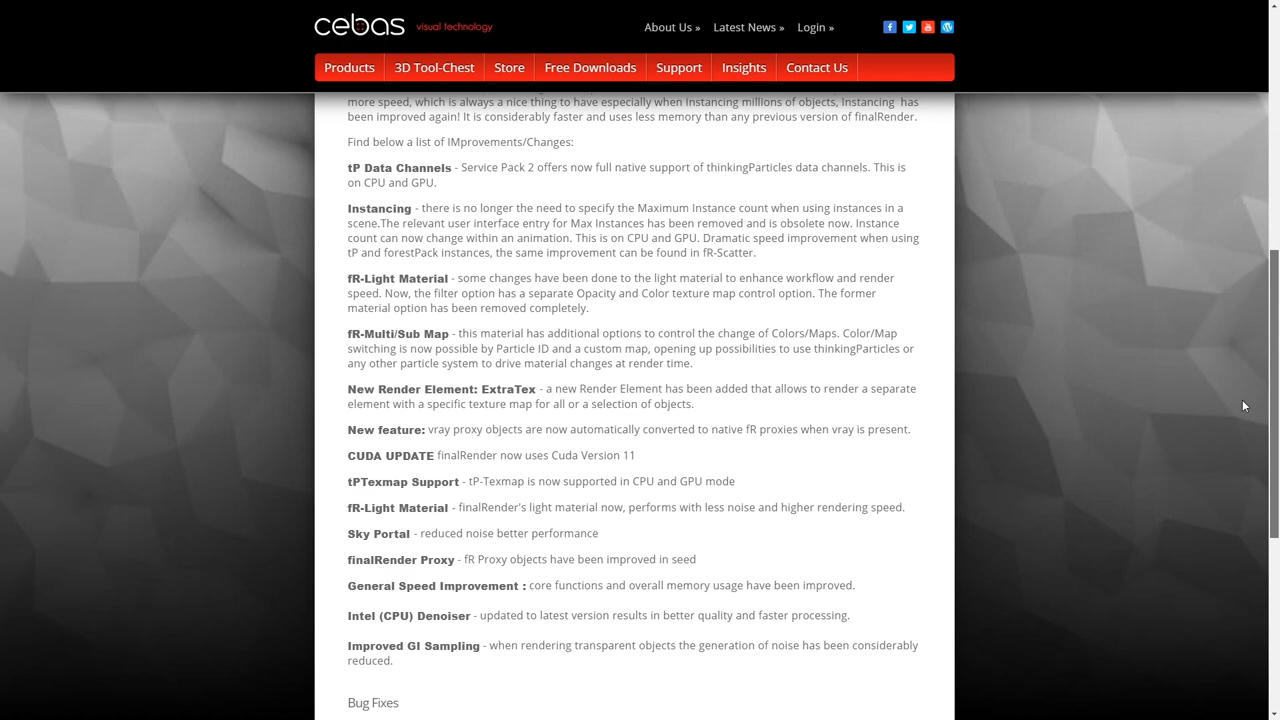 cebas visual technology
About Us » Latest News » Login »
Products 3D Tool-Chest Store Free Downloads Support Insights Contact Us
more speed, which is always a nice thing to have especially when Instancing millions of objects, Instancing has
been improved again! It is considerably faster and uses less memory than any previous version of finalRender.
Find below a list of IMprovements/Changes:
tP Data Channels - Service Pack 2 offers now full native support of thinkingParticles data channels. This is
on CPU and GPU.
Instancing - there is no longer the need to specify the Maximum Instance count when using instances in a
scene.The relevant user interface entry for Max Instances has been removed and is obsolete now. Instance
count can now change within an animation. This is on CPU and GPU. Dramatic speed improvement when using
tP and forestPack instances, the same improvement can be found in fR-Scatter.
fR-Light Material - some changes have been done to the light material to enhance workflow and render
speed. Now, the filter option has a separate Opacity and Color texture map control option. The former
material option has been removed completely.
fR-Multi/Sub Map - this material has additional options to control the change of Colors/Maps. Color/Map
switching is now possible by Particle ID and a custom map, opening up possibilities to use thinkingParticles or
any other particle system to drive material changes at render time.
New Render Element: ExtraTex - a new Render Element has been added that allows to render a separate
element with a specific texture map for all or a selection of objects.
New feature: vray proxy objects are now automatically converted to native fR proxies when vray is present.
CUDA UPDATE finalRender now uses Cuda Version 11
tPTexmap Support - tP-Texmap is now supported in CPU and GPU mode
fR-Light Material - finalRender's light material now, performs with less noise and higher rendering speed.
Sky Portal - reduced noise better performance
finalRender Proxy - fR Proxy objects have been improved in seed
General Speed Improvement : core functions and overall memory usage have been improved.
Intel (CPU) Denoiser - updated to latest version results in better quality and faster processing.
Improved GI Sampling - when rendering transparent objects the generation of noise has been considerably
reduced.
Bug Fixes